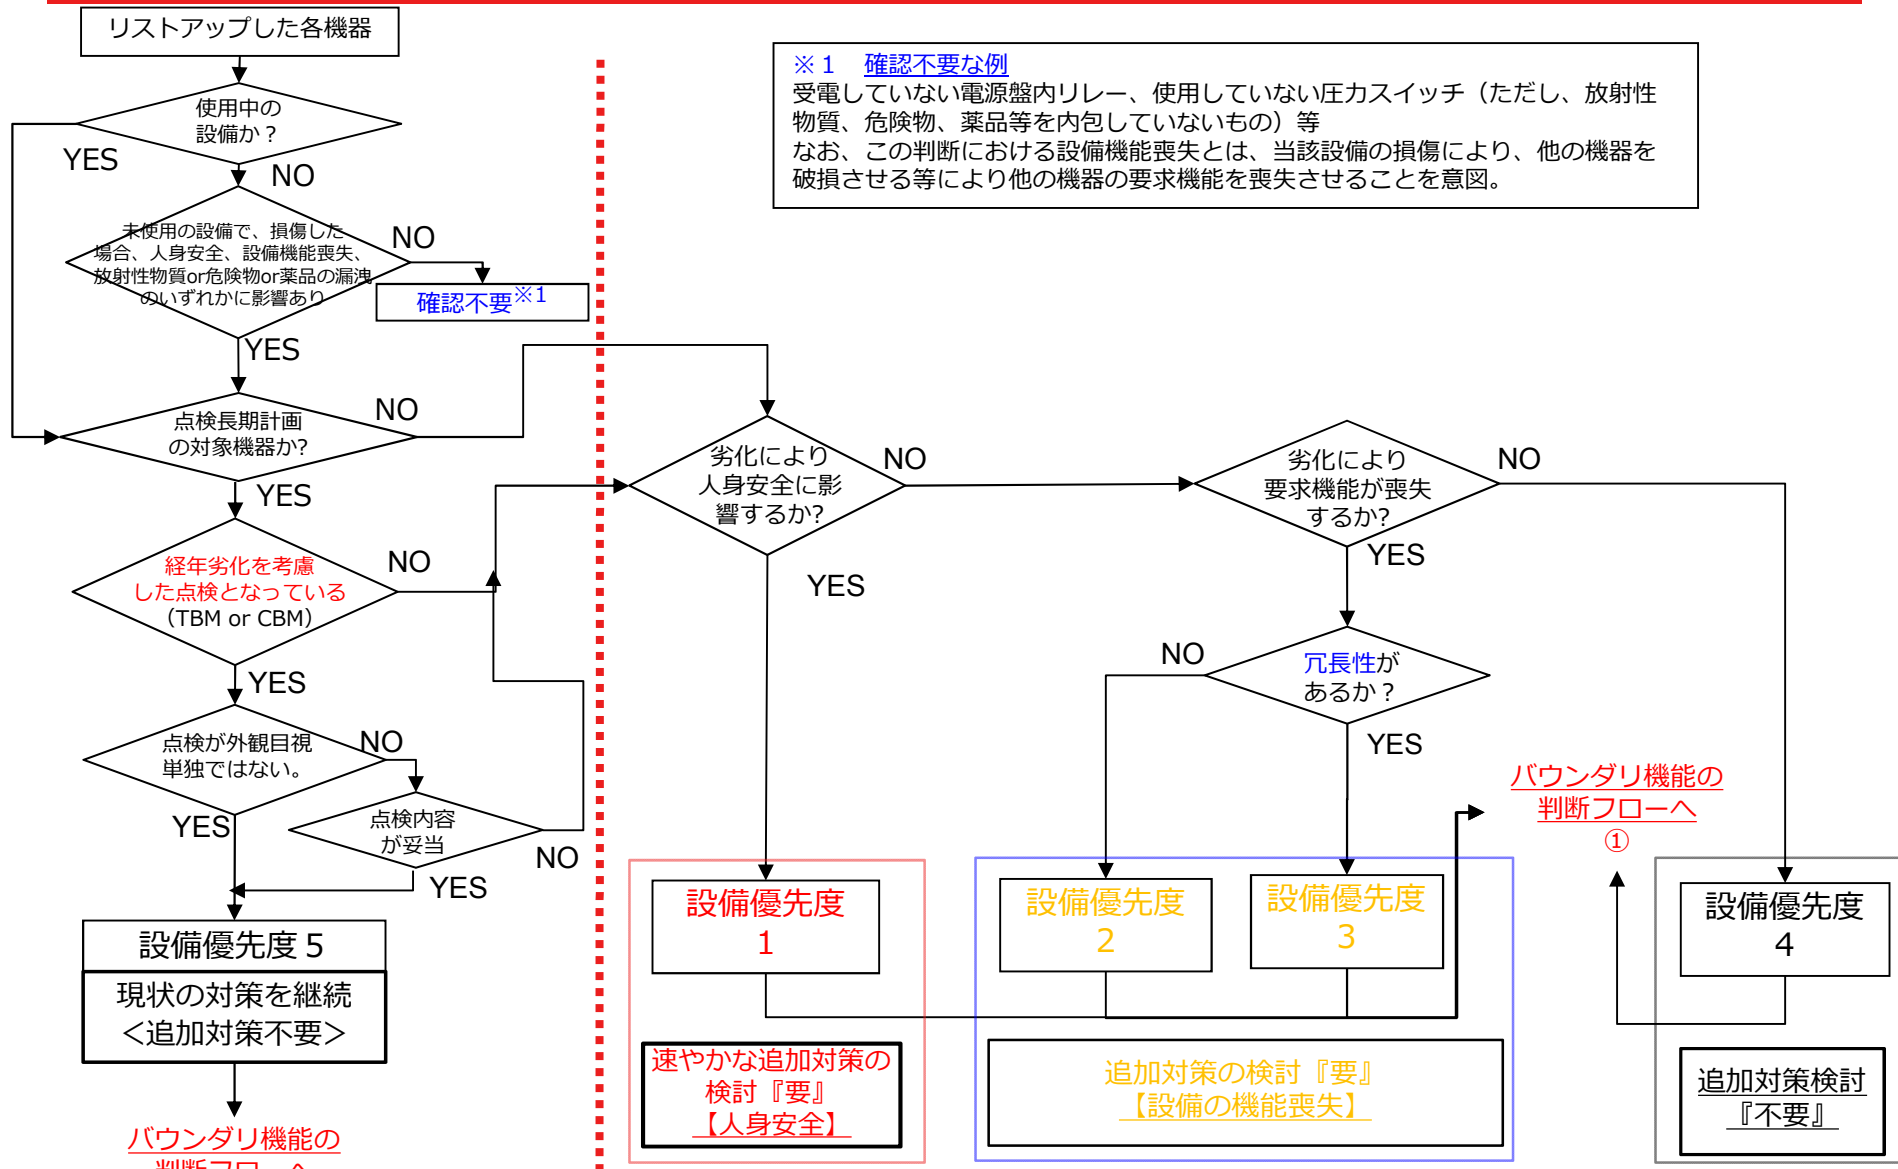 リストアップした各機器
使用中の
設備か？
YES
NO
未使用の設備で、損傷した
場合、人身安全、設備機能喪失、
放射性物質or危険物or薬品の漏洩
のいずれかに影響あり
NO
確認不要※1
YES
点検長期計画
の対象機器か?
NO
YES
経年劣化を考慮
した点検となっている
（TBM or CBM）
NO
YES
点検が外観目視
単独ではない。
NO
YES
点検内容
が妥当
NO
YES
設備優先度５
現状の対策を継続
＜追加対策不要＞
バウンダリ機能の
判断フローへ
※１　確認不要な例
受電していない電源盤内リレー、使用していない圧力スイッチ（ただし、放射性
物質、危険物、薬品等を内包していないもの）等
なお、この判断における設備機能喪失とは、当該設備の損傷により、他の機器を
破損させる等により他の機器の要求機能を喪失させることを意図。
劣化により
人身安全に影
響するか?
NO
YES
劣化により
要求機能が喪失
するか?
NO
YES
冗長性が
あるか？
NO
YES
バウンダリ機能の
判断フローへ
①
設備優先度
1
設備優先度
2
設備優先度
3
設備優先度
4
速やかな追加対策の
検討『要』
【人身安全】
追加対策の検討『要』
【設備の機能喪失】
追加対策検討
『不要』